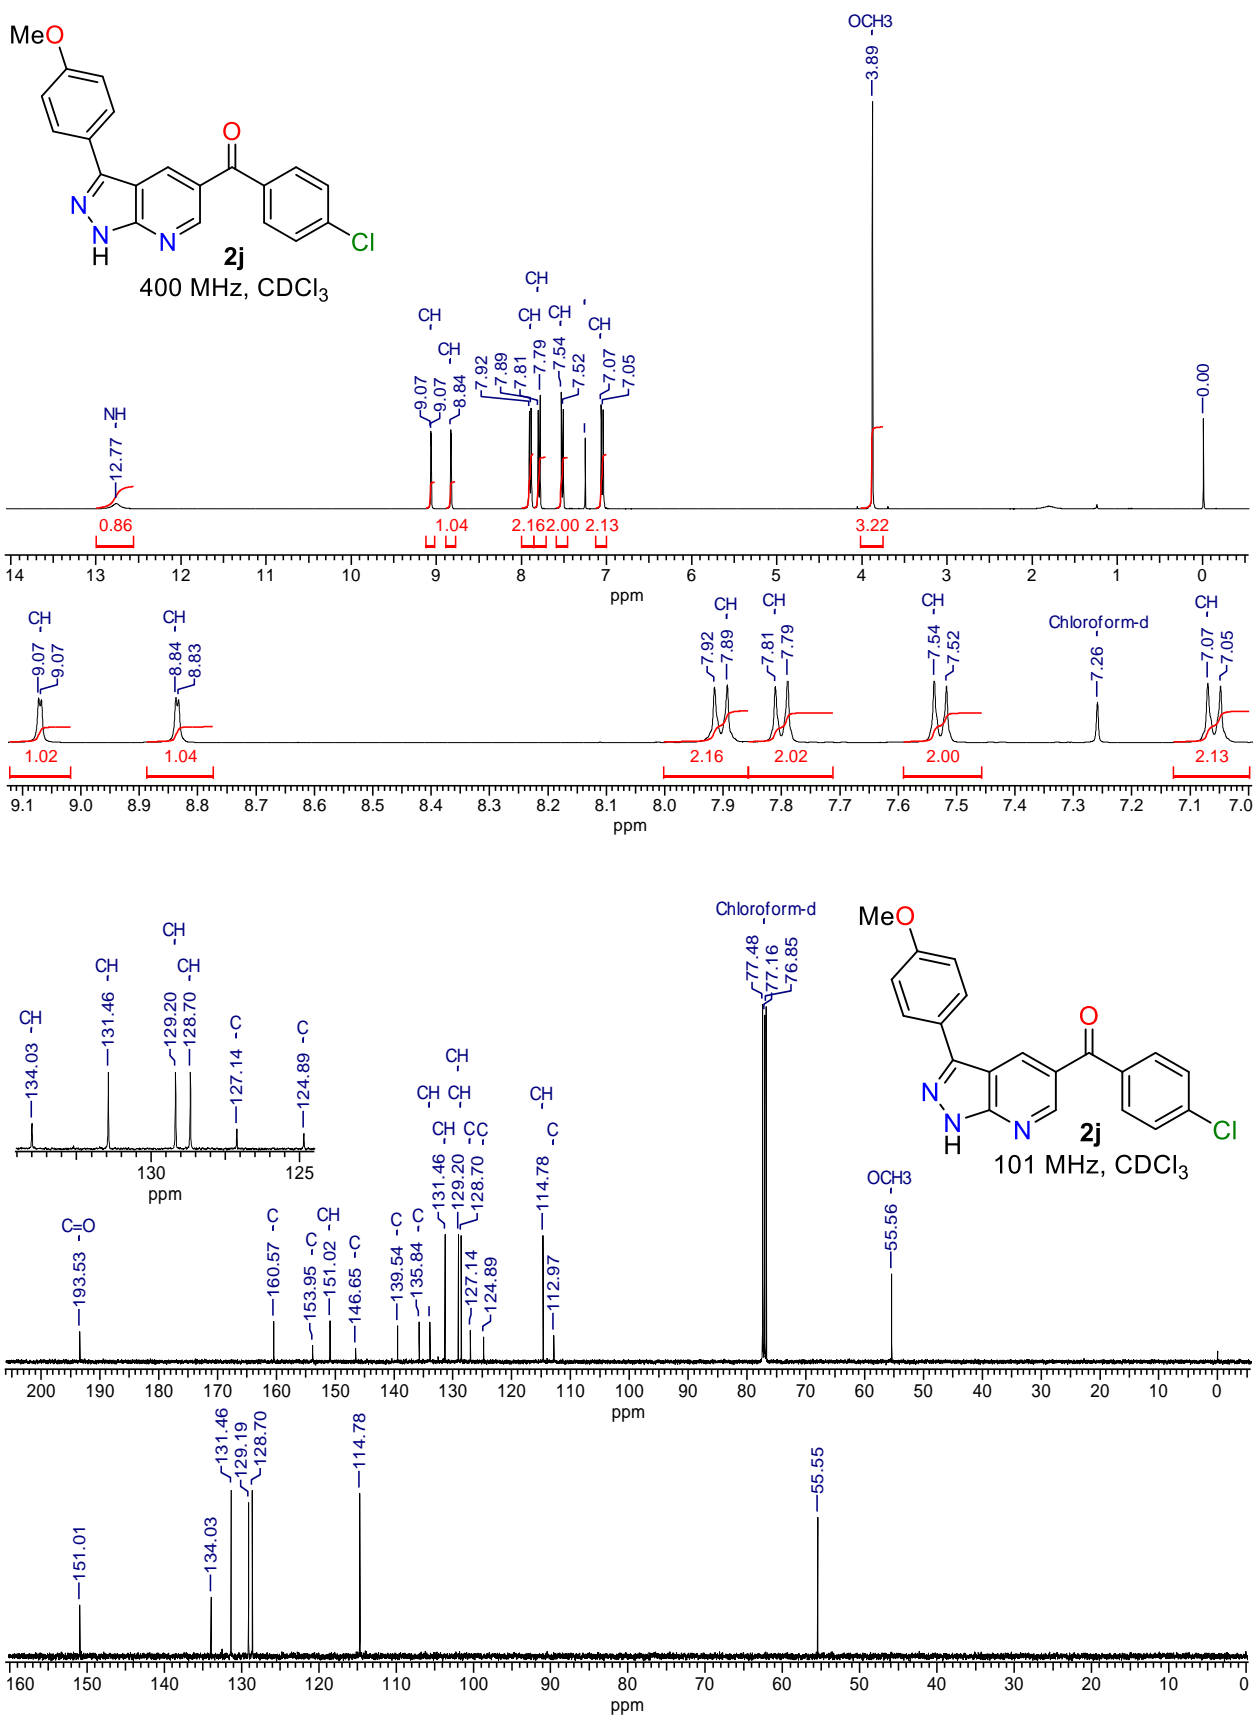 OCH3
MeO
3.89
O
N
N
H
N
Cl
2j
400 MHz, CDCl3
CH
CH
CH
CH
CH
CH
NH
12.77
9.07
9.07
8.84
7.92
7.89
7.81
7.79
7.54
7.52
7.07
7.05
0.00
0.86
1.04
2.16
2.00
2.13
3.22
14 13 12 11 10 9 8 7 6 5 4 3 2 1 0
ppm
CH
CH
CH
CH
CH
Chloroform-d
CH
9.07
9.07
8.84
8.83
7.92
7.89
7.81
7.79
7.54
7.52
7.26
7.07
7.05
1.02
1.04
2.16
2.02
2.00
2.13
9.1 9.0 8.9 8.8 8.7 8.6 8.5 8.4 8.3 8.2 8.1 8.0 7.9 7.8 7.7 7.6 7.5 7.4 7.3 7.2 7.1 7.0
ppm
Chloroform-d
77.48
77.16
76.85
MeO
O
N
N
H
N
Cl
2j
101 MHz, CDCl3
CH
CH
CH
CH
C
C
134.03
131.46
129.20
128.70
127.14
124.89
130 125
ppm
C=O
C
C
CH
C
C
C
CH
CH
CH
CH
C
C
CH
C
OCH3
193.53
160.57
153.95
151.02
146.65
139.54
135.84
131.46
129.20
128.70
127.14
124.89
114.78
112.97
55.56
200 190 180 170 160 150 140 130 120 110 100 90 80 70 60 50 40 30 20 10 0
ppm
151.01
134.03
131.46
129.19
128.70
114.78
55.55
160 150 140 130 120 110 100 90 80 70 60 50 40 30 20 10 0
ppm